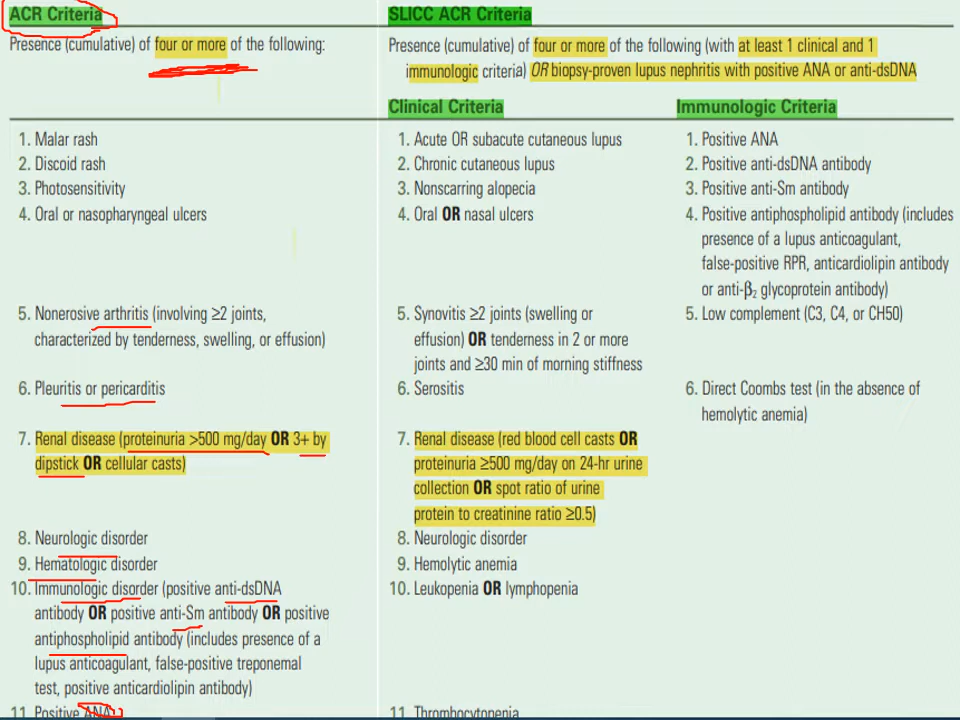 ACR Criteria
Presence (cumulative) of four or more of the following:
1. Malar rash
2. Discoid rash
3. Photosensitivity
4. Oral or nasopharyngeal ulcers
5. Nonerosive arthritis (involving ≥2 joints,
characterized by tenderness, swelling, or effusion)
6. Pleuritis or pericarditis
7. Renal disease (proteinuria >500 mg/day OR 3+ by
dipstick OR cellular casts)
8. Neurologic disorder
9. Hematologic disorder
10. Immunologic disorder (positive anti-dsDNA
antibody OR positive anti-Sm antibody OR positive
antiphospholipid antibody (includes presence of a
lupus anticoagulant, false-positive treponemal
test, positive anticardiolipin antibody)
11. Positive ANA
SLICC ACR Criteria
Presence (cumulative) of four or more of the following (with at least 1 clinical and 1
immunologic criteria) OR biopsy-proven lupus nephritis with positive ANA or anti-dsDNA
Clinical Criteria
1. Acute OR subacute cutaneous lupus
2. Chronic cutaneous lupus
3. Nonscarring alopecia
4. Oral OR nasal ulcers
5. Synovitis ≥2 joints (swelling or
effusion) OR tenderness in 2 or more
joints and ≥30 min of morning stiffness
6. Serositis
7. Renal disease (red blood cell casts OR
proteinuria ≥500 mg/day on 24-hr urine
collection OR spot ratio of urine
protein to creatinine ratio ≥0.5)
8. Neurologic disorder
9. Hemolytic anemia
10. Leukopenia OR lymphopenia
11. Thrombocytopenia
Immunologic Criteria
1. Positive ANA
2. Positive anti-dsDNA antibody
3. Positive anti-Sm antibody
4. Positive antiphospholipid antibody (includes
presence of a lupus anticoagulant,
false-positive RPR, anticardiolipin antibody
or anti-β₂ glycoprotein antibody)
5. Low complement (C3, C4, or CH50)
6. Direct Coombs test (in the absence of
hemolytic anemia)